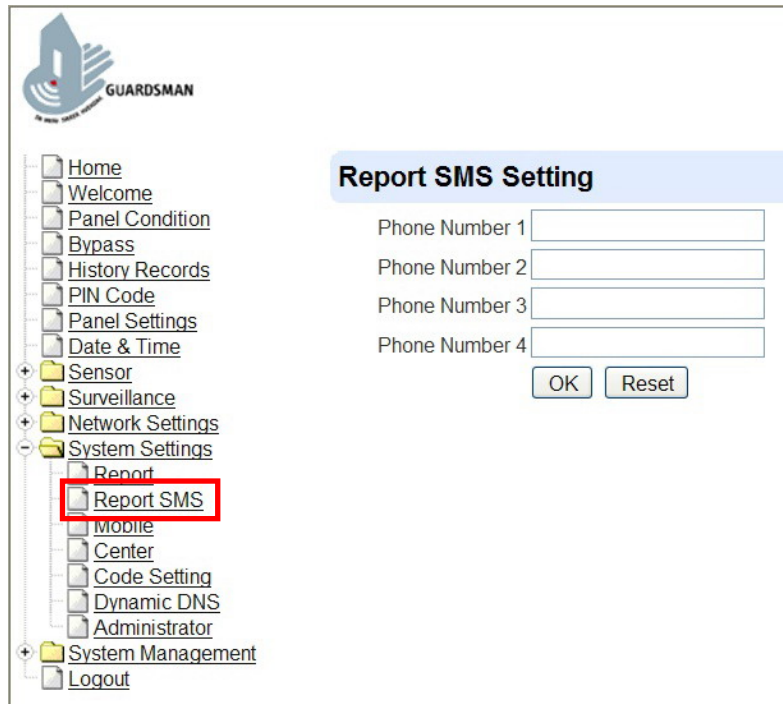 GUARDSMAN
Home
Welcome
Panel Condition
Bypass
History Records
PIN Code
Panel Settings
Date & Time
Sensor
Surveillance
Network Settings
System Settings
Report
Report SMS
Mobile
Center
Code Setting
Dynamic DNS
Administrator
System Management
Logout
Report SMS Setting
Phone Number 1
Phone Number 2
Phone Number 3
Phone Number 4
OK Reset